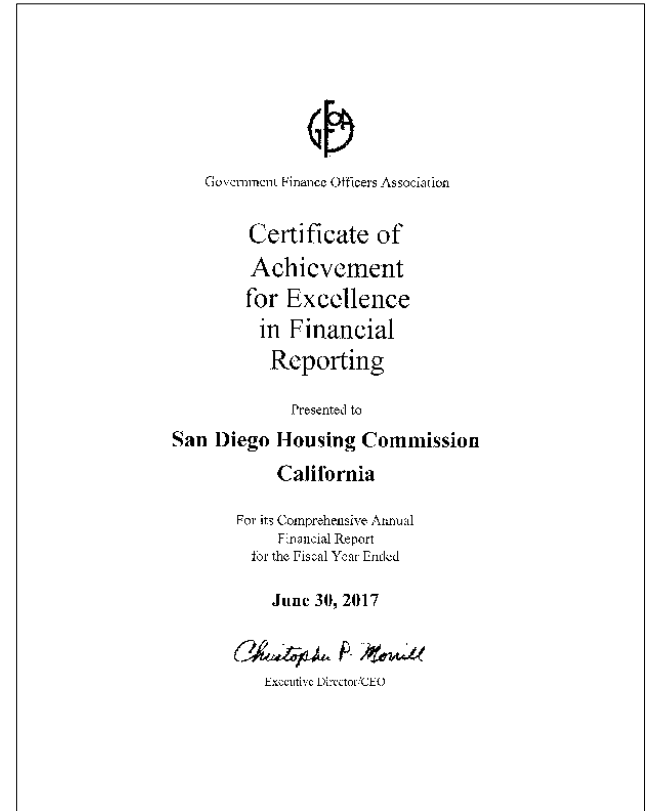 GFOA
Government Finance Officers Association
Certificate of
Achievement
for Excellence
in Financial
Reporting
Presented to
San Diego Housing Commission
California
For its Comprehensive Annual
Financial Report
for the Fiscal Year Ended
June 30, 2017
Christopher P. Morrill
Executive Director/CEO